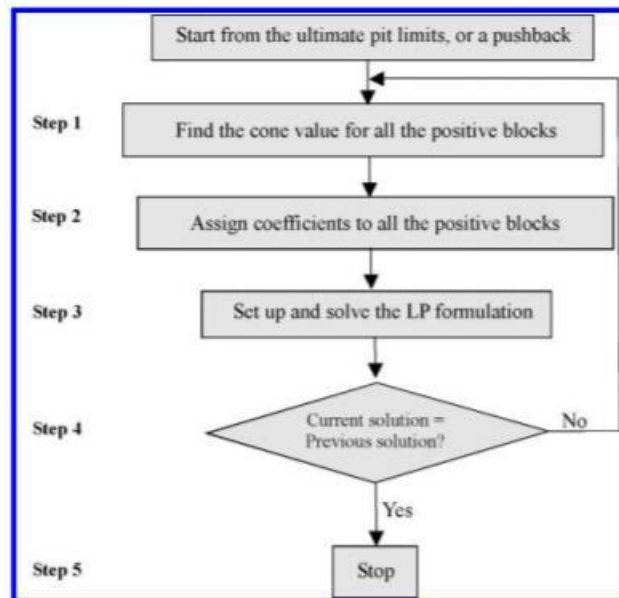 Start from the ultimate pit limits, or a pushback
Step 1
Find the cone value for all the positive blocks
Step 2
Assign coefficients to all the positive blocks
Step 3
Set up and solve the LP formulation
Step 4
Current solution =
Previous solution?
No
Yes
Step 5
Stop